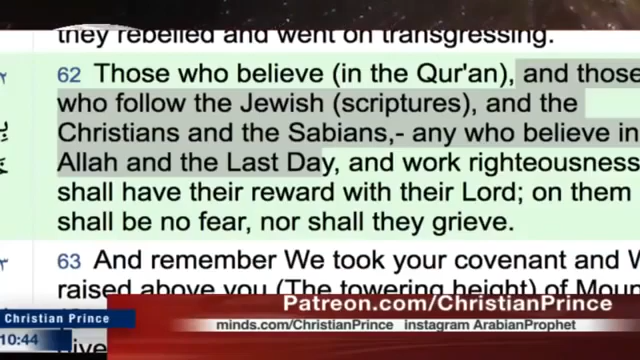 they rebelled and went on transgressing.
62 Those who believe (in the Qur'an), and those
who follow the Jewish (scriptures), and the
Christians and the Sabians,- any who believe in
Allah and the Last Day, and work righteousness
shall have their reward with their Lord; on them
shall be no fear, nor shall they grieve.
63 And remember We took your covenant and W
raised above you (The towering height) of Moun
Patreon.com/ChristianPrince
Christian Prince
minds.com/ChristianPrince instagram ArabianProphet
10:44